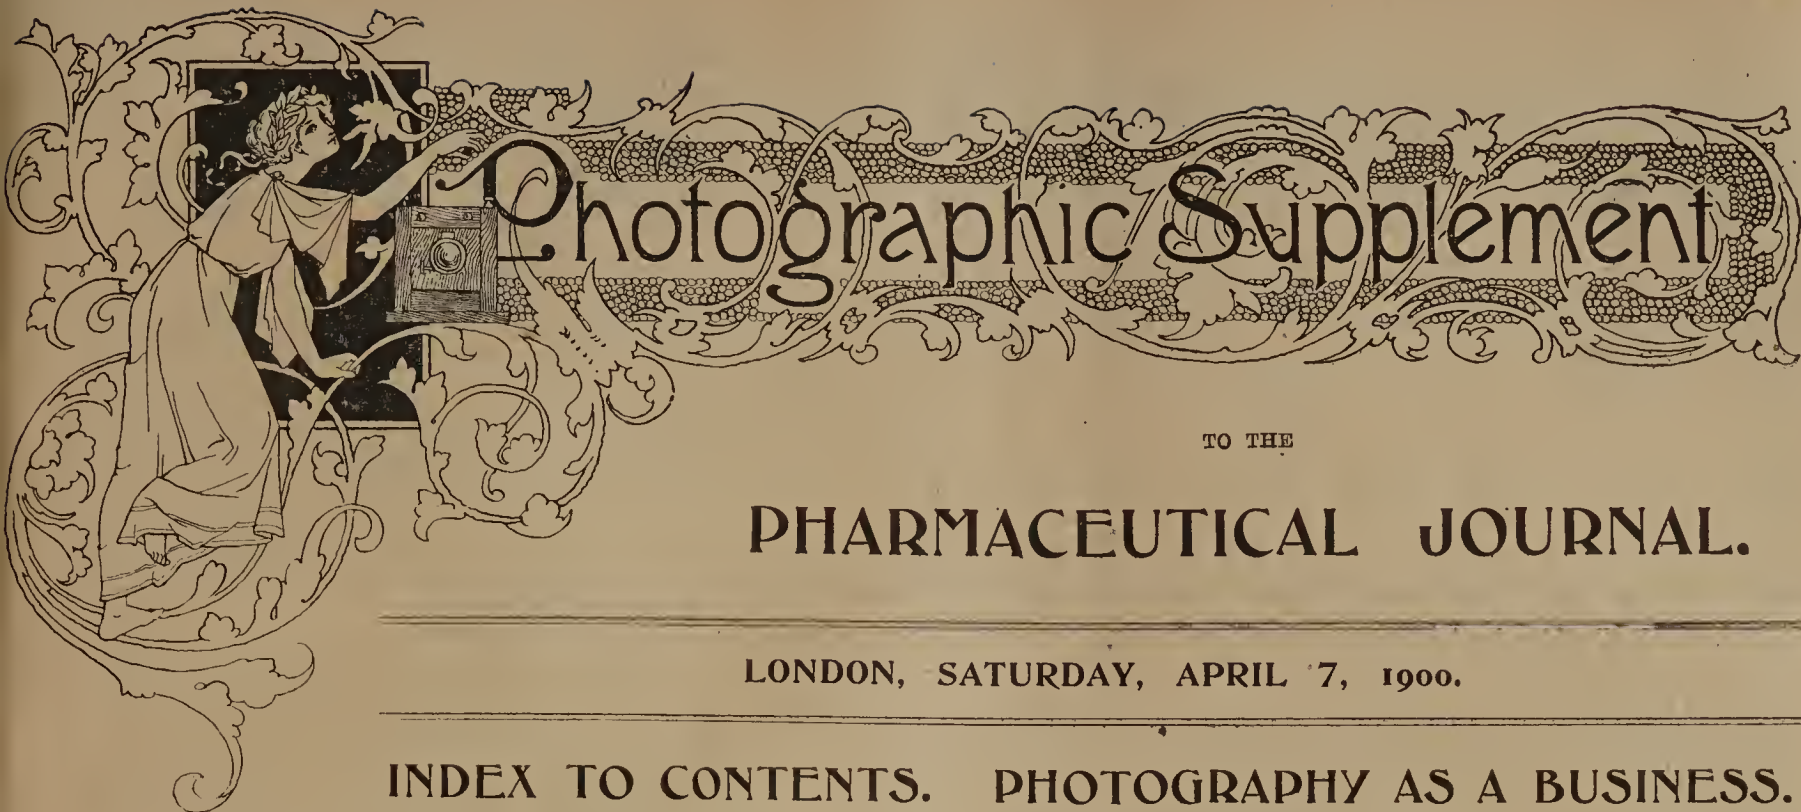 Photographic Supplement
TO THE
PHARMACEUTICAL JOURNAL.
LONDON, SATURDAY, APRIL 7, 1900.
INDEX TO CONTENTS.
PHOTOGRAPHY AS A BUSINESS.